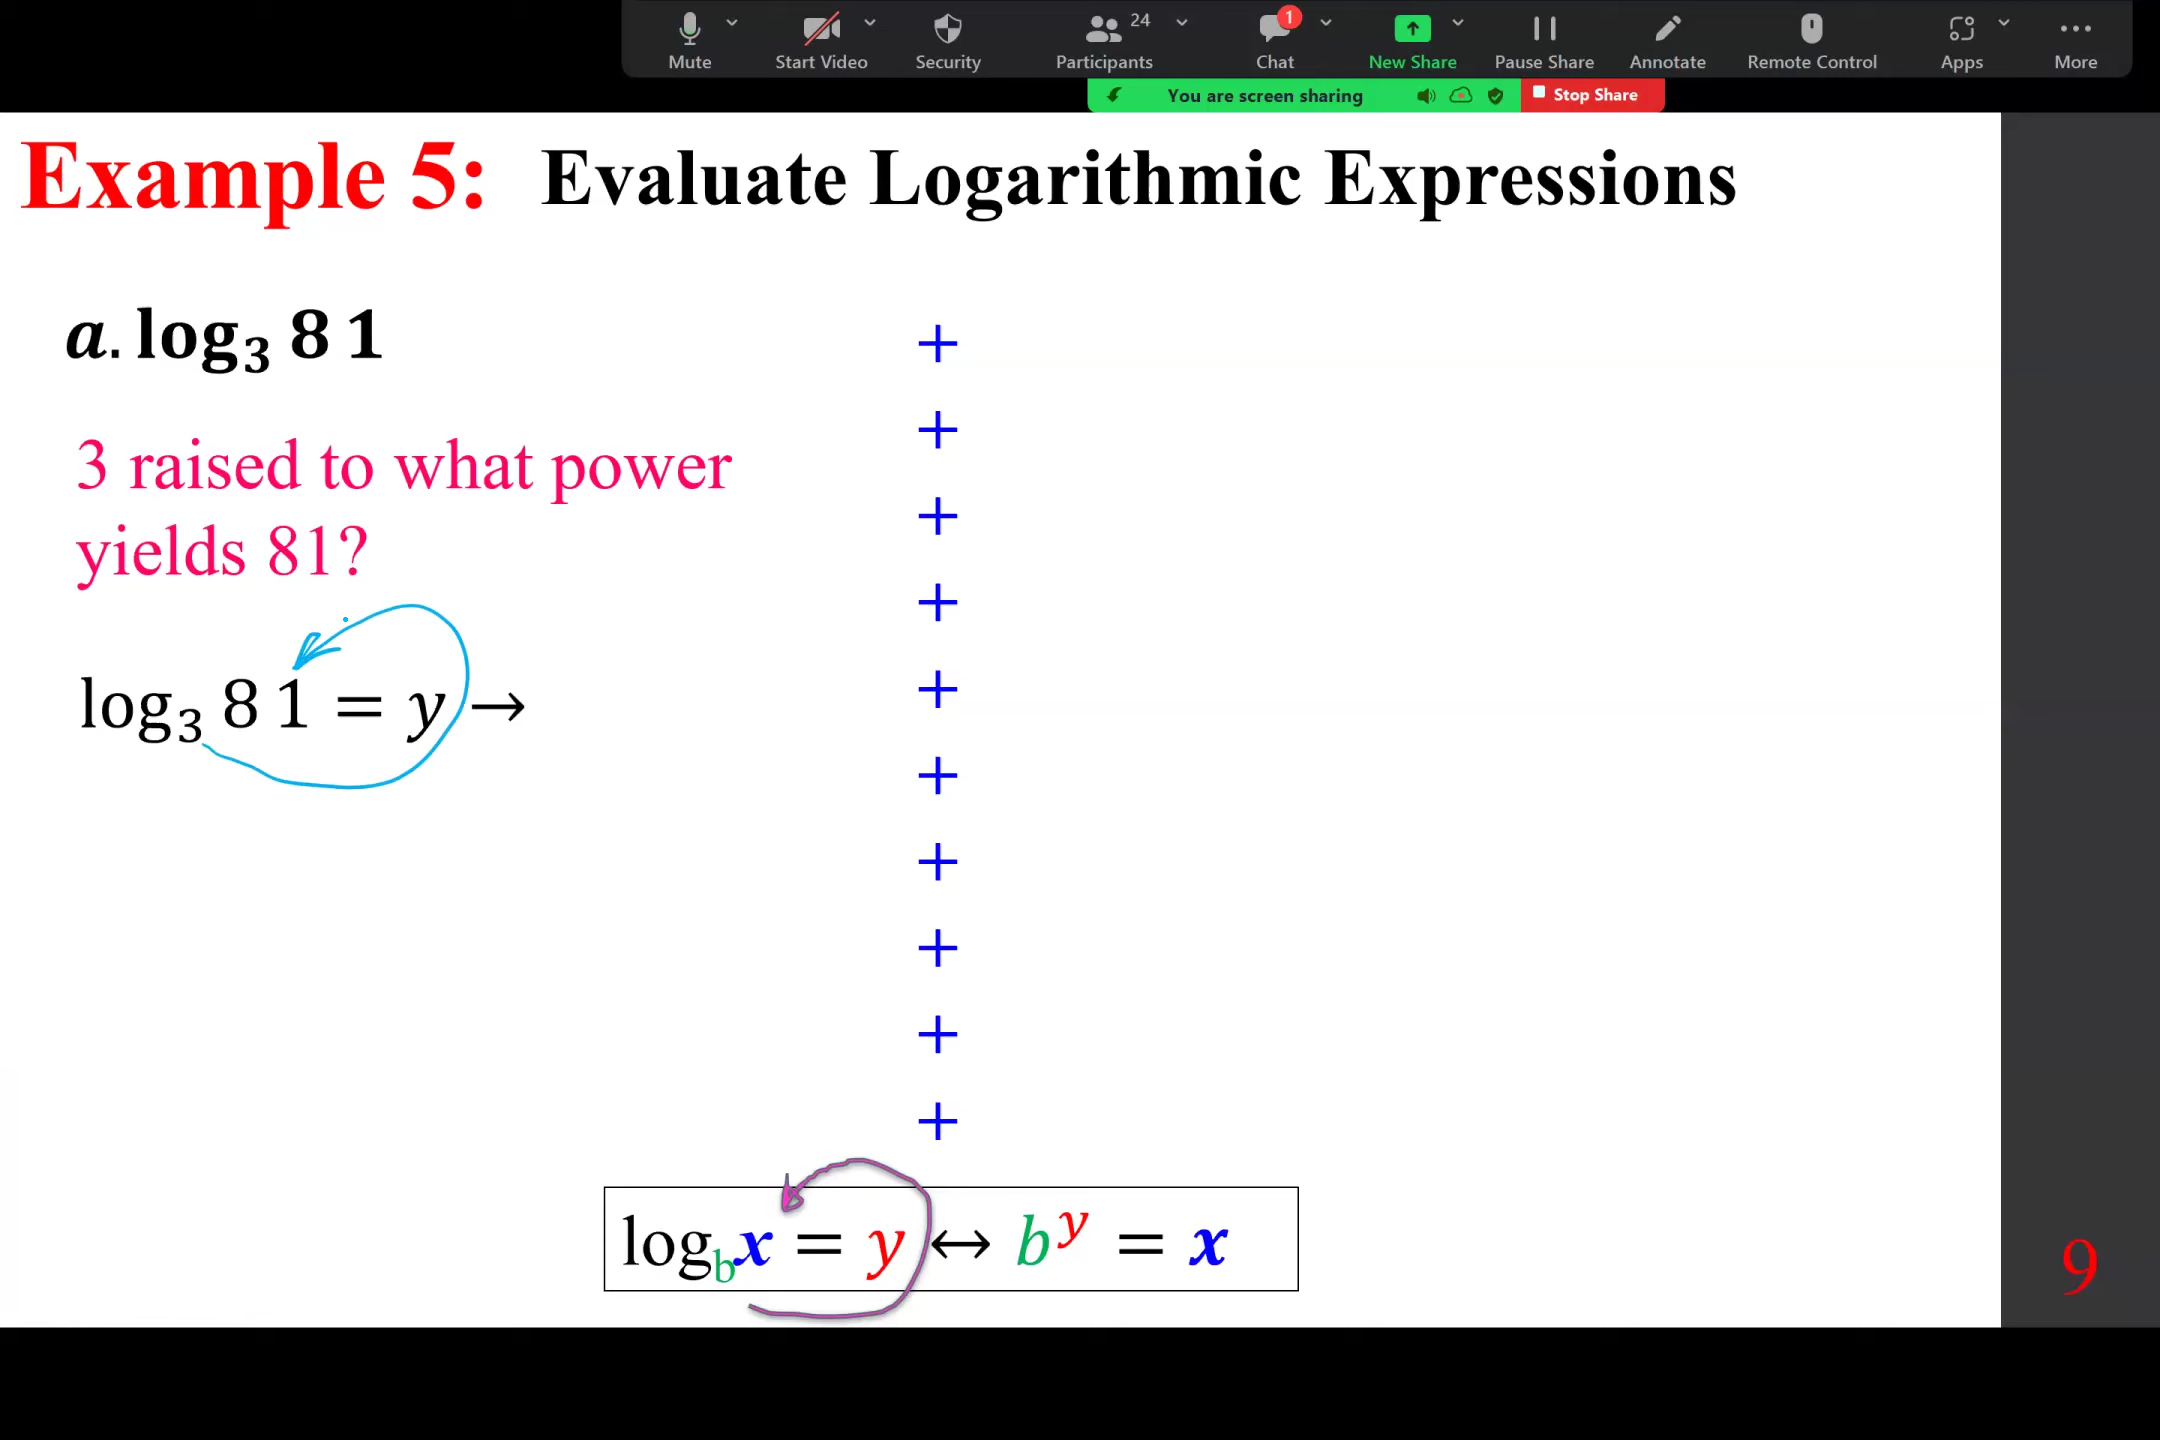 Mute
Start Video
Security
Participants
24
Chat
1
New Share
Pause Share
Annotate
Remote Control
Apps
More
You are screen sharing
Stop Share
Example 5: Evaluate Logarithmic Expressions
a. log₃ 8 1
3 raised to what power
yields 81?
log₃ 8 1 = y →
+
+
+
+
+
+
+
+
+
+
log_b x = y ↔ b^y = x
9